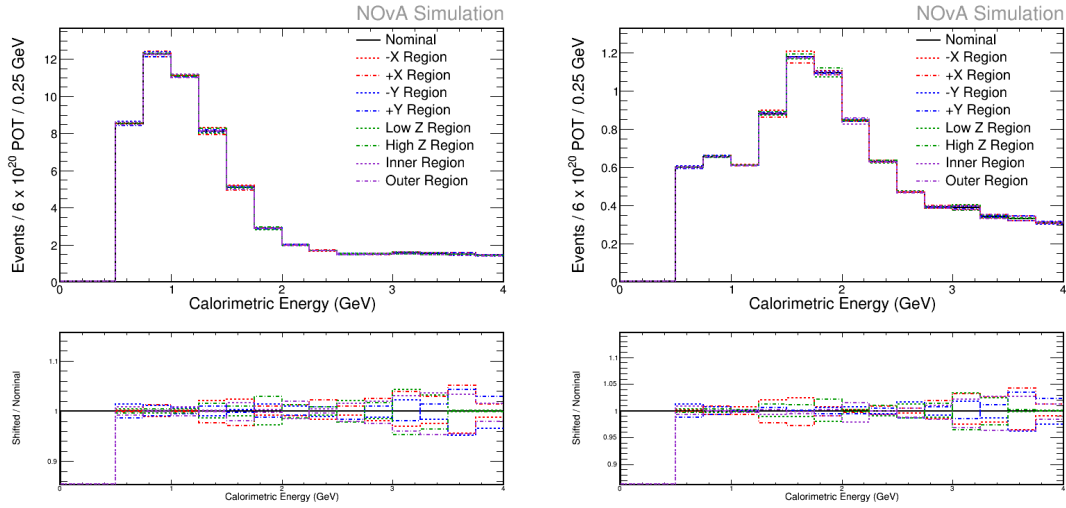 NOvA Simulation
Events / 6 x 10²⁰ POT / 0.25 GeV
12
10
8
6
4
2
0
Nominal
-X Region
+X Region
-Y Region
+Y Region
Low Z Region
High Z Region
Inner Region
Outer Region
0 1 2 3 4
Calorimetric Energy (GeV)
Shifted / Nominal
1.1
1
0.9
0 1 2 3 4
Calorimetric Energy (GeV)
NOvA Simulation
Events / 6 x 10²⁰ POT / 0.25 GeV
1.2
1.0
0.8
0.6
0.4
0.2
0
Nominal
-X Region
+X Region
-Y Region
+Y Region
Low Z Region
High Z Region
Inner Region
Outer Region
0 1 2 3 4
Calorimetric Energy (GeV)
Shifted / Nominal
1.1
1.05
1
0.95
0.9
0 1 2 3 4
Calorimetric Energy (GeV)